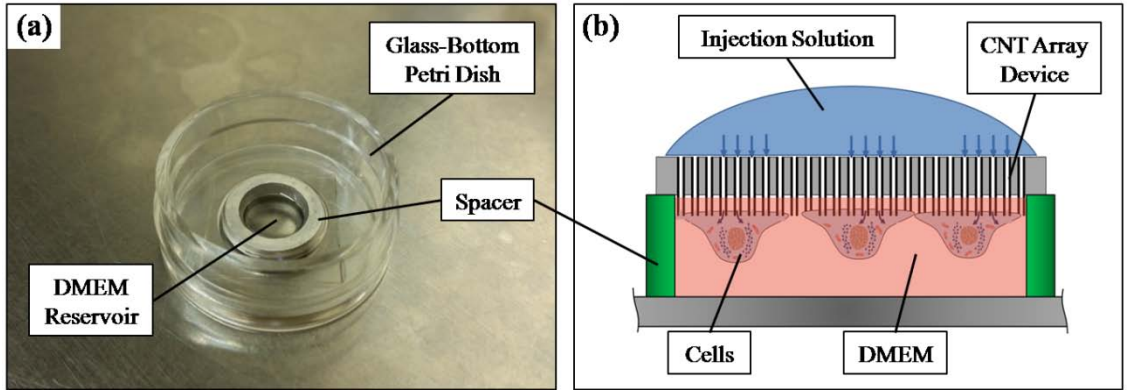 (a)
Glass-Bottom
Petri Dish
Spacer
DMEM
Reservoir
(b)
Injection Solution
CNT Array
Device
Cells
DMEM